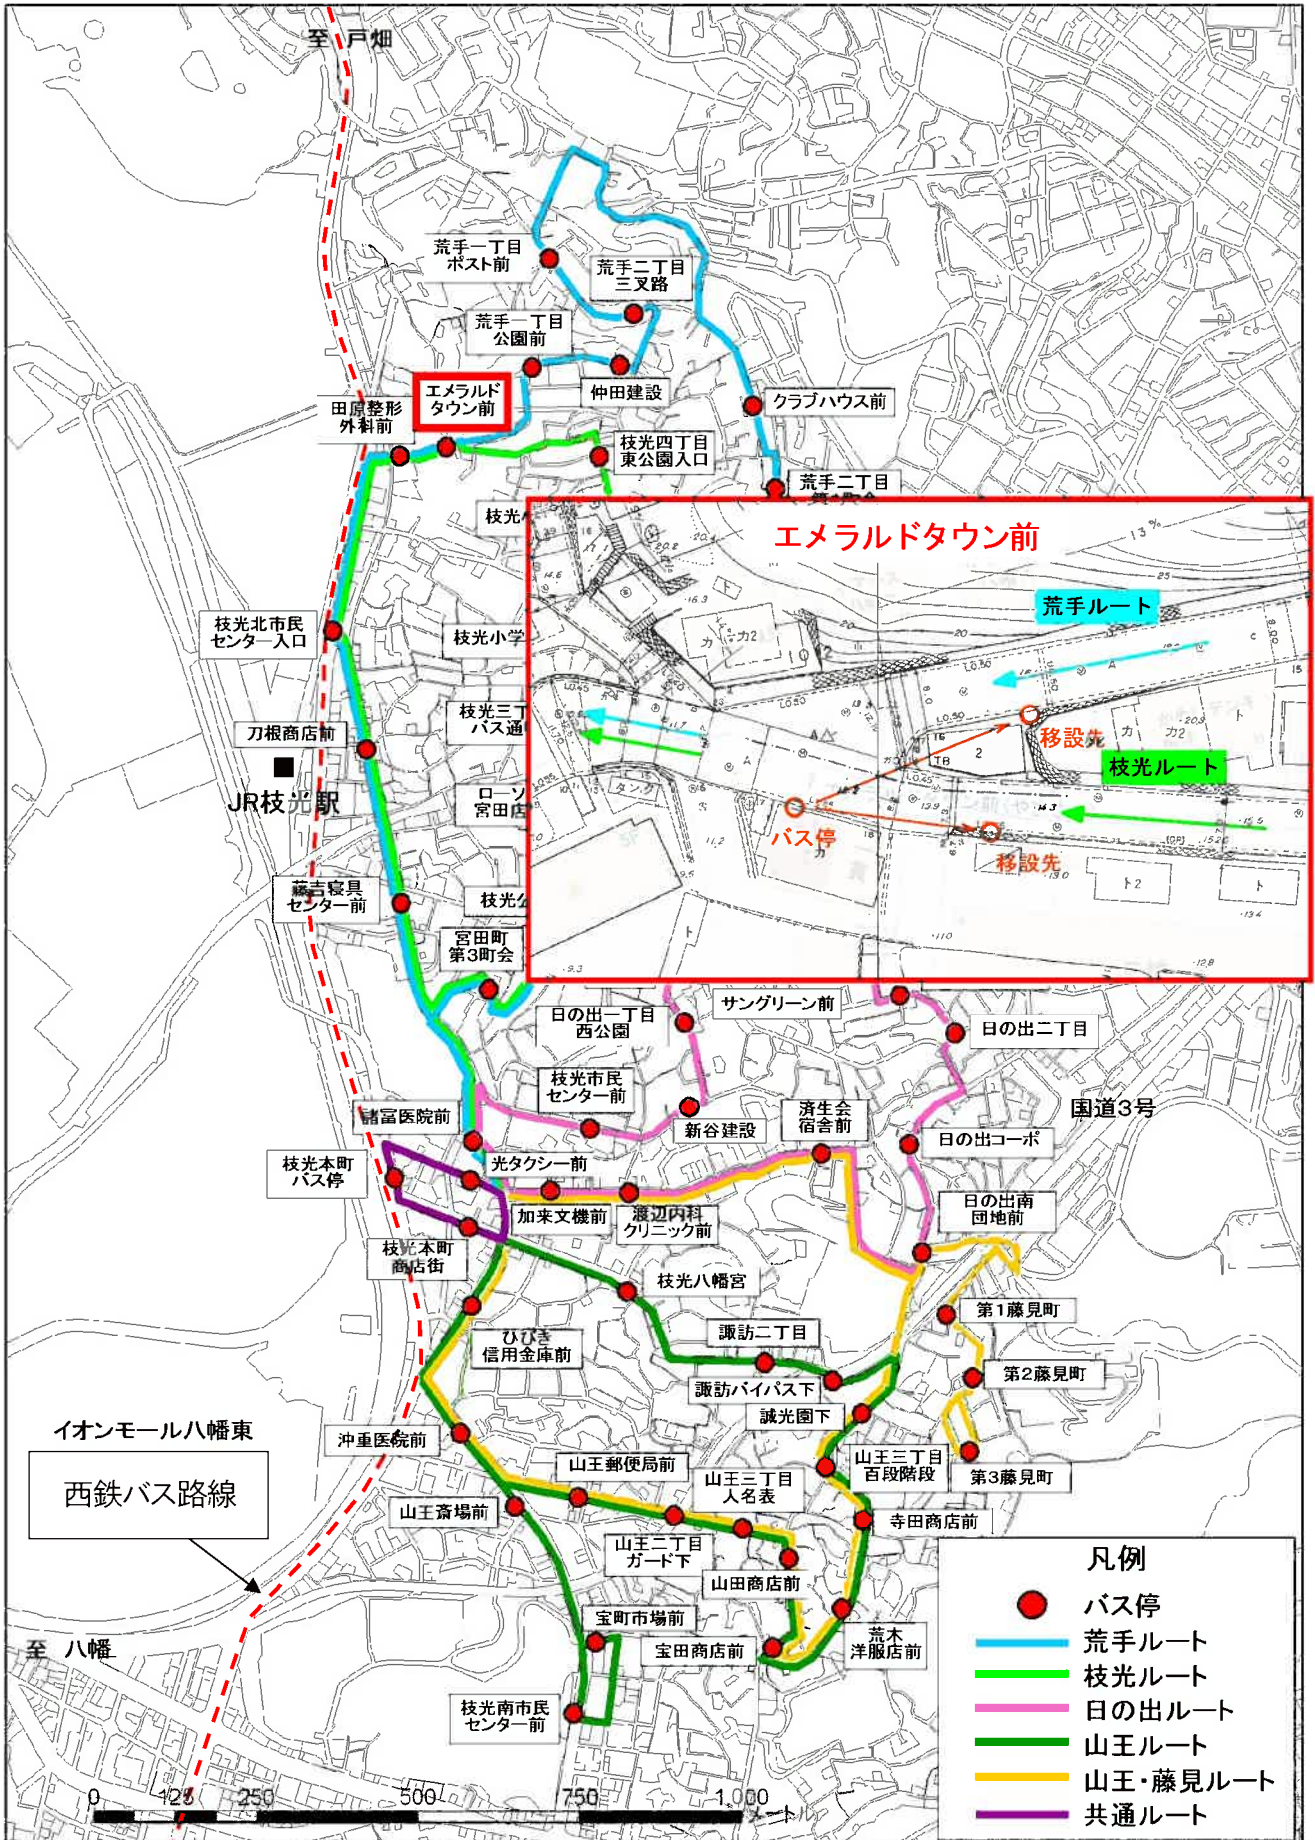 至 戸畑
荒手一丁目
ポスト前
荒手二丁目
三叉路
荒手一丁目
公園前
エメラルド
タウン前
仲田建設
クラブハウス前
田原整形
外科前
枝光四丁目
東公園入口
荒手二丁目
エメラルドタウン前
荒手ルート
枝光北市民
センター入口
枝光小学
移設先
枝光ルート
枝光三丁
バス通
刀根商店前
JR枝光駅
ローソ
宮田店
バス停
移設先
藤吉寝具
センター前
枝光公
宮田町
第3町会
サングリーン前
日の出一丁目
西公園
日の出二丁目
枝光市民
センター前
諸冨医院前
新谷建設
済生会
宿舎前
国道3号
日の出コーポ
枝光本町
バス停
光タクシー前
加来文機前
渡辺内科
クリニック前
日の出南
団地前
枝光本町
商店街
枝光八幡宮
第1藤見町
ひびき
信用金庫前
諏訪二丁目
諏訪バイパス下
第2藤見町
誠光園下
イオンモール八幡東
西鉄バス路線
沖重医院前
山王郵便局前
山王三丁目
人名表
山王三丁目
百段階段
第3藤見町
山王斎場前
寺田商店前
山王二丁目
ガード下
山田商店前
宝町市場前
宝田商店前
荒木
洋服店前
至 八幡
枝光南市民
センター前
凡例
バス停
荒手ルート
枝光ルート
日の出ルート
山王ルート
山王・藤見ルート
共通ルート
0 125 250 500 750 1,000
メートル